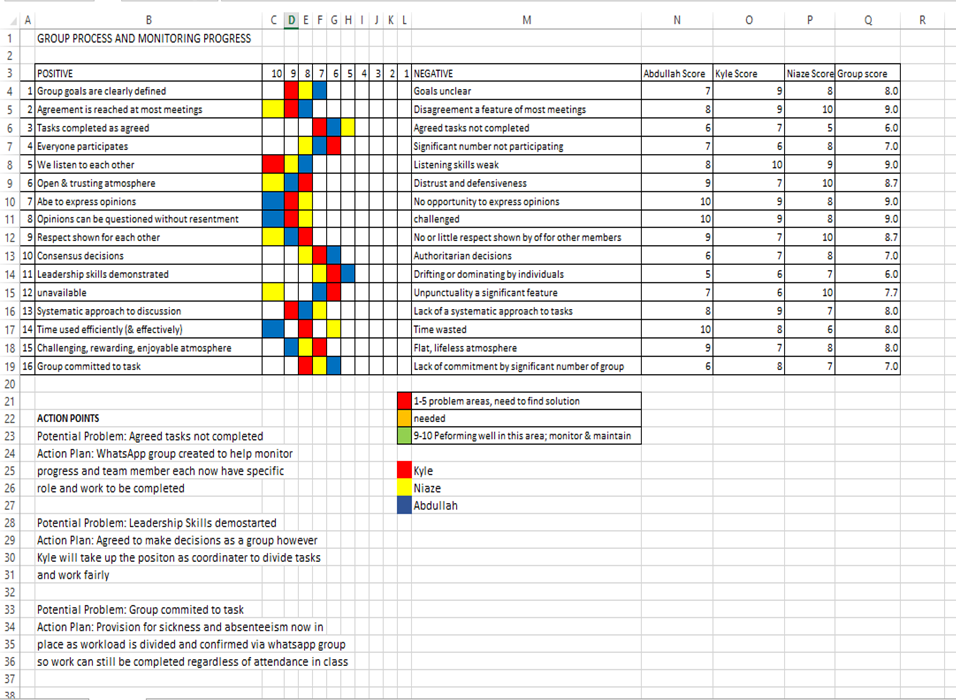 A B C D E F G H I J K L M N O P Q R
1 GROUP PROCESS AND MONITORING PROGRESS
2
3 POSITIVE 10 9 8 7 6 5 4 3 2 1 NEGATIVE Abdullah Score Kyle Score Niaze Score Group score
4 1 Group goals are clearly defined Goals unclear 7 9 8 8.0
5 2 Agreement is reached at most meetings Disagreement a feature of most meetings 8 9 10 9.0
6 3 Tasks completed as agreed Agreed tasks not completed 6 7 5 6.0
7 4 Everyone participates Significant number not participating 7 6 8 7.0
8 5 We listen to each other Listening skills weak 8 10 9 9.0
9 6 Open & trusting atmosphere Distrust and defensiveness 9 7 10 8.7
10 7 Abe to express opinions No opportunity to express opinions 10 9 8 9.0
11 8 Opinions can be questioned without resentment challenged 10 9 8 9.0
12 9 Respect shown for each other No or little respect shown by of for other members 9 7 10 8.7
13 10 Consensus decisions Authoritarian decisions 6 7 8 7.0
14 11 Leadership skills demonstrated Drifting or dominating by individuals 5 6 7 6.0
15 12 unavailable Unpunctuality a significant feature 7 6 10 7.7
16 13 Systematic approach to discussion Lack of a systematic approach to tasks 8 9 7 8.0
17 14 Time used efficiently (& effectively) Time wasted 10 8 6 8.0
18 15 Challenging, rewarding, enjoyable atmosphere Flat, lifeless atmosphere 9 7 8 8.0
19 16 Group committed to task Lack of commitment by significant number of group 6 8 7 7.0
20
21 1-5 problem areas, need to find solution
22 ACTION POINTS needed
23 Potential Problem: Agreed tasks not completed 9-10 Peforming well in this area; monitor & maintain
24 Action Plan: WhatsApp group created to help monitor
25 progress and team member each now have specific Kyle
26 role and work to be completed Niaze
27 Abdullah
28 Potential Problem: Leadership Skills demostarted
29 Action Plan: Agreed to make decisions as a group however
30 Kyle will take up the positon as coordinater to divide tasks
31 and work fairly
32
33 Potential Problem: Group commited to task
34 Action Plan: Provision for sickness and absenteeism now in
35 place as workload is divided and confirmed via whatsapp group
36 so work can still be completed regardless of attendance in class
37
38